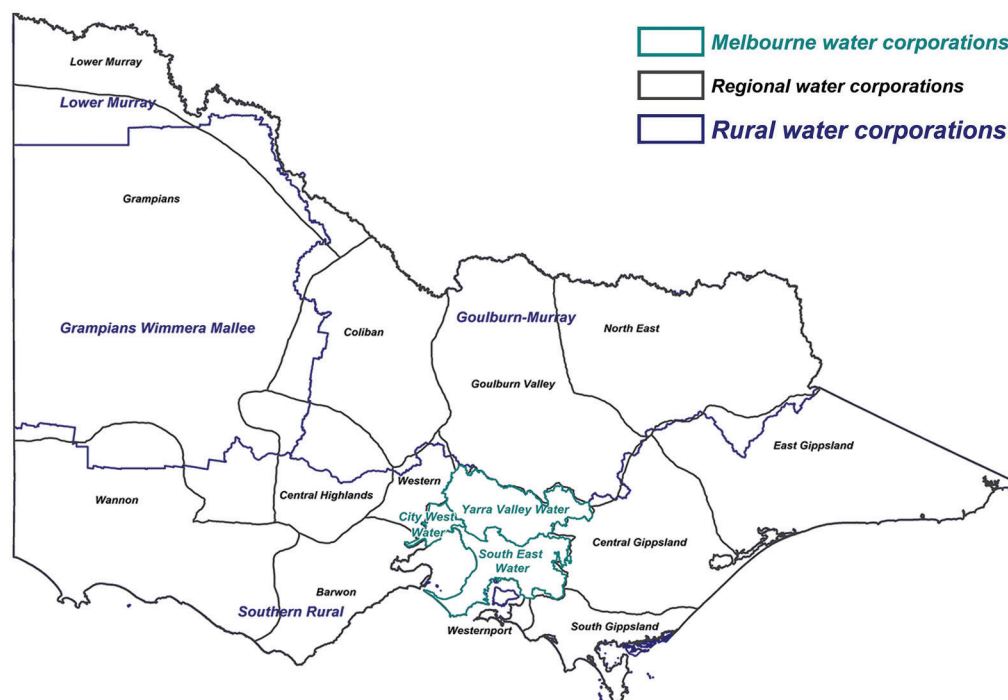 Melbourne water corporations
Regional water corporations
Rural water corporations
Lower Murray
Lower Murray
Grampians
Grampians Wimmera Mallee
Coliban
Goulburn-Murray
North East
Goulburn Valley
East Gippsland
Wannon
Central Highlands
Western
City West
Water
Yarra Valley Water
Central Gippsland
South East
Water
Barwon
Southern Rural
Westernport
South Gippsland